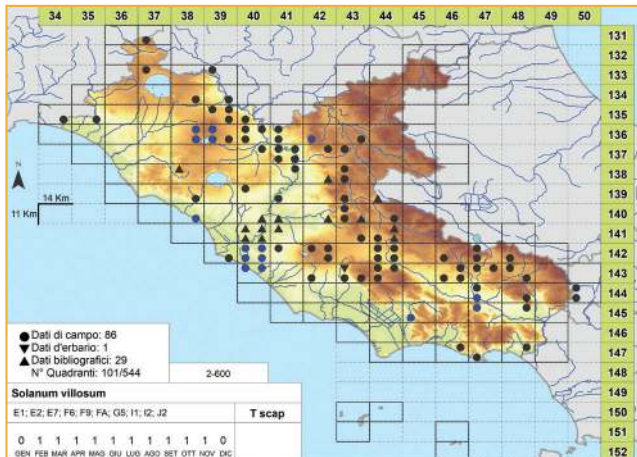 34 35 36 37 38 39 40 41 42 43 44 45 46 47 48 49 50
131
132
133
134
135
136
137
138
139
140
141
142
143
144
145
146
147
148
149
150
151
152
N
14 Km
11 Km
Dati di campo: 86
Dati d'erbario: 1
Dati bibliografici: 29
N° Quadranti: 101/544
2-600
Solanum villosum
E1; E2; E7; F6; F9; FA; G5; I1; I2; J2
T scap
0 1 1 1 1 1 1 1 1 1 1 0
GEN FEB MAR APR MAG GIU LUG AGO SET OTT NOV DIC